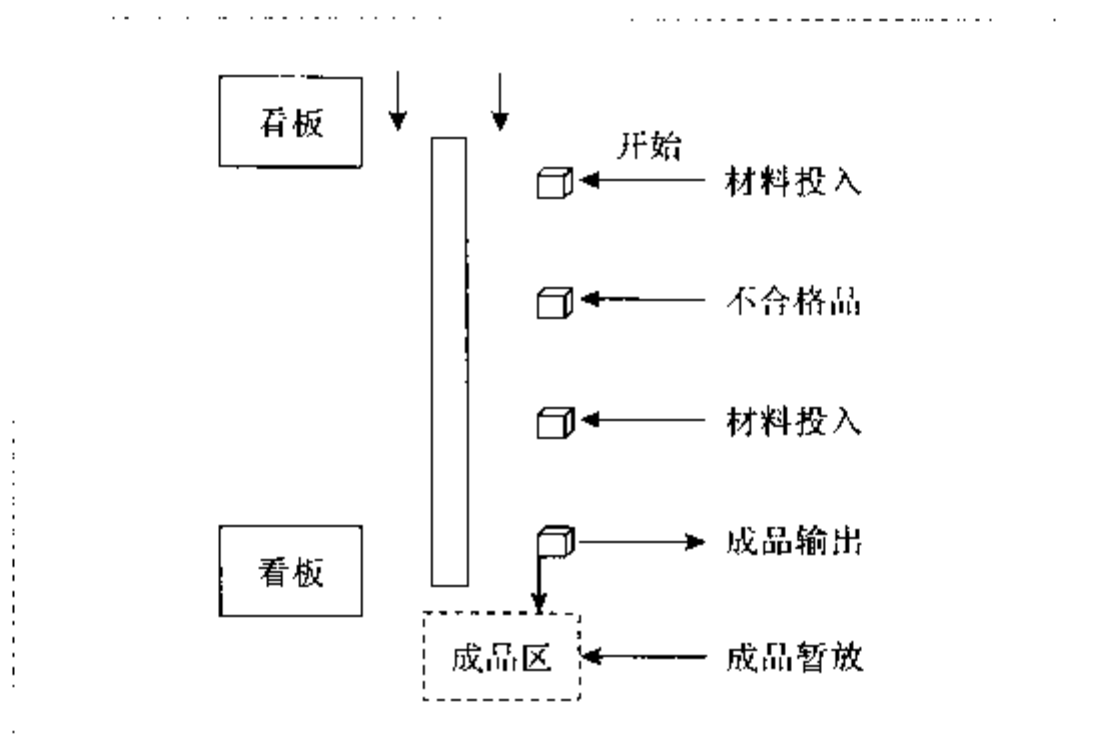 看板
开始
材料投入
不合格品
材料投入
成品输出
看板
成品区
成品暂放